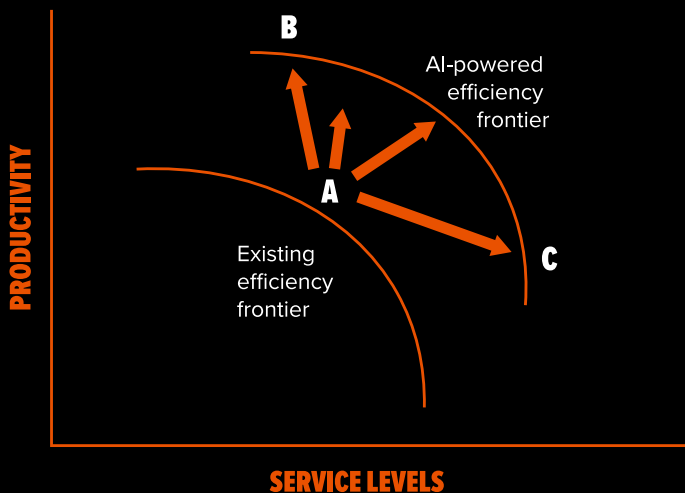 B
AI-powered
efficiency
frontier
A
Existing
efficiency
frontier
C
PRODUCTIVITY
SERVICE LEVELS